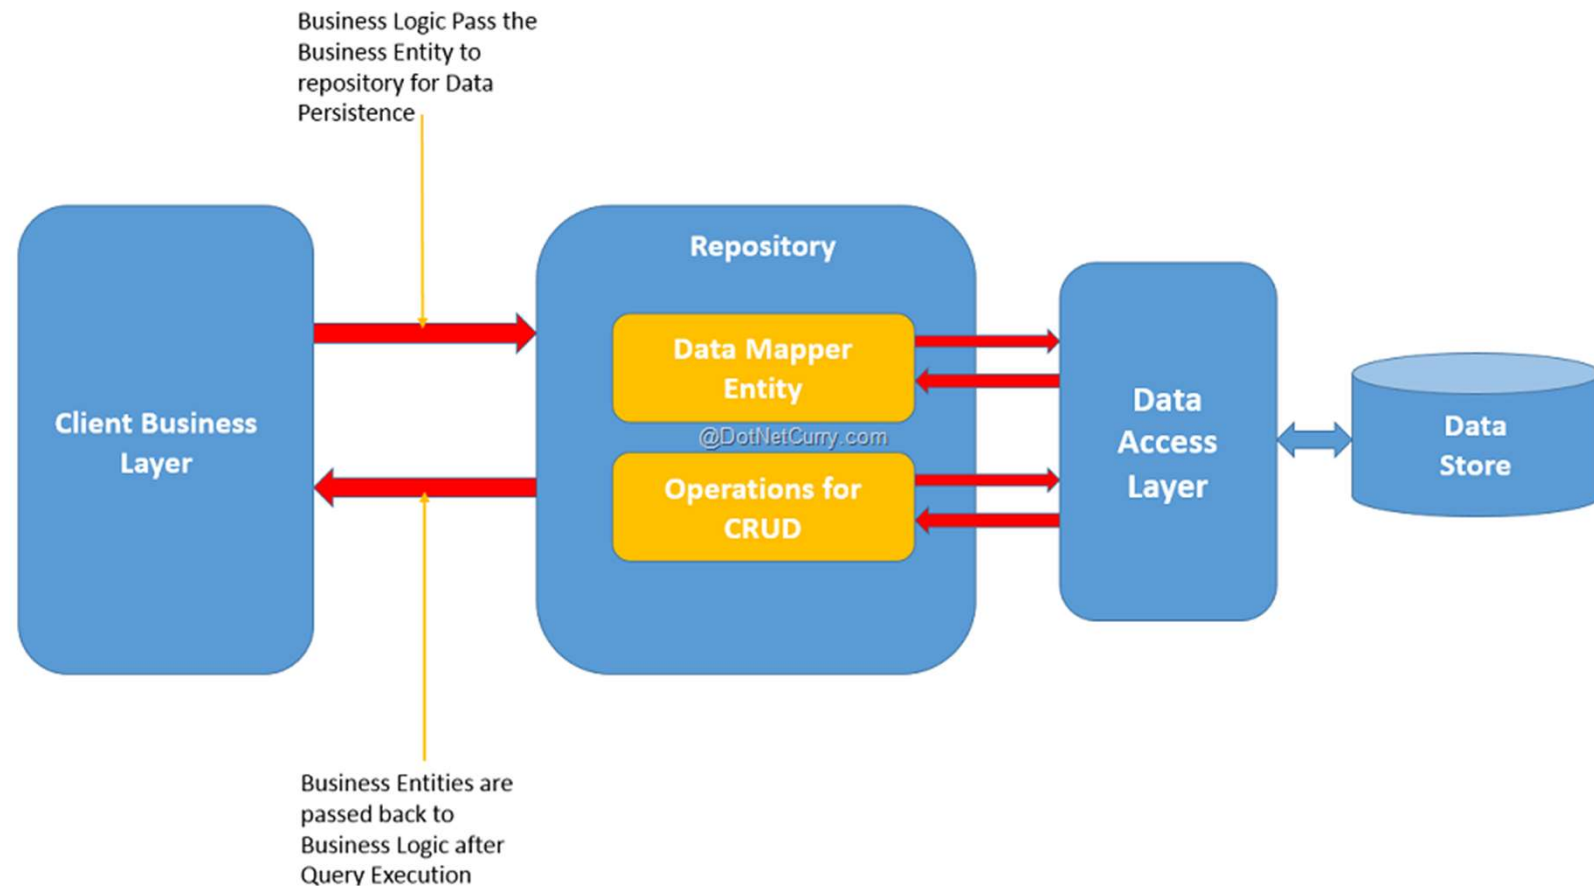 Business Logic Pass the
Business Entity to
repository for Data
Persistence
Client Business
Layer
Repository
Data Mapper
Entity
@DotNetCurry.com
Operations for
CRUD
Data
Access
Layer
Data
Store
Business Entities are
passed back to
Business Logic after
Query Execution